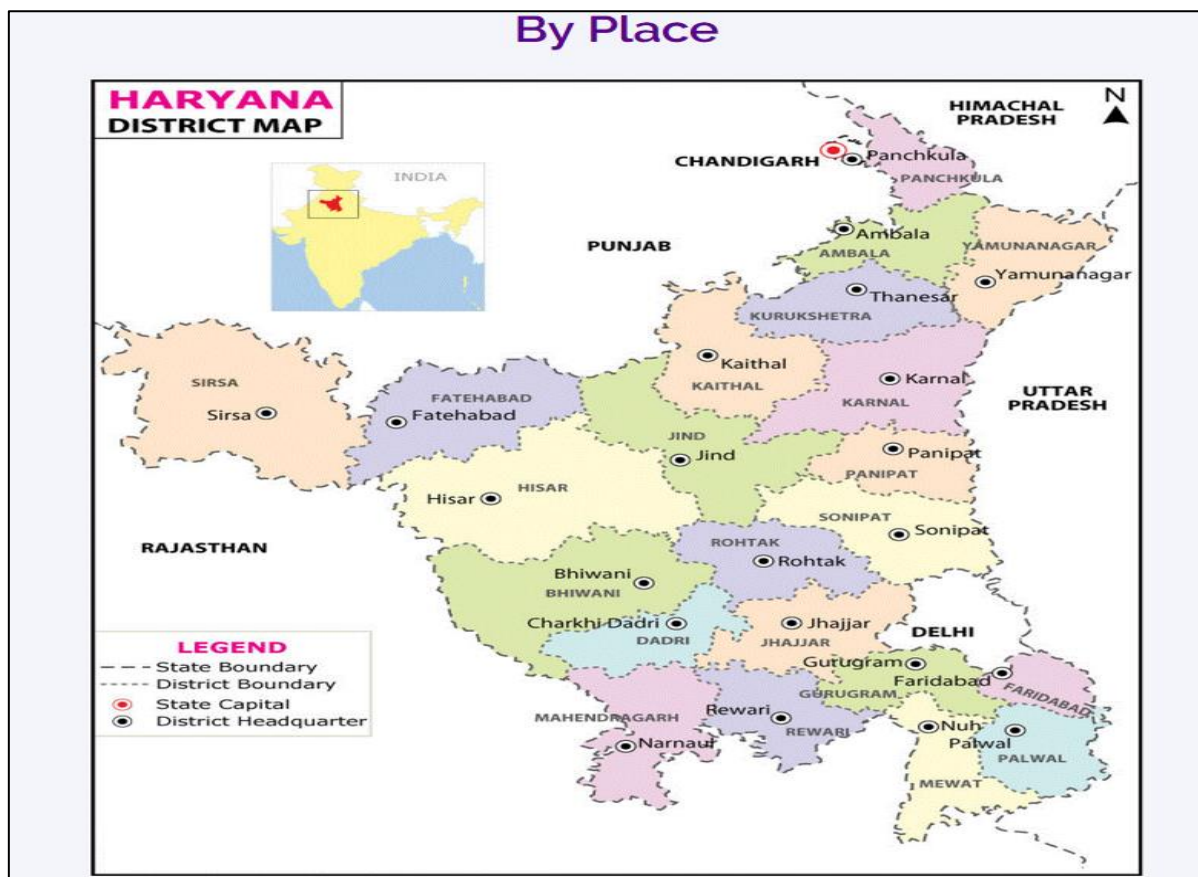 By Place
HARYANA
DISTRICT MAP
HIMACHAL
PRADESH
N
INDIA
CHANDIGARH
Panchkula
PANCHKULA
PUNJAB
Ambala
AMBALA
YAMUNANAGAR
Yamunanagar
Thanesar
KURUKSHETRA
Kaithal
KAITHAL
Karnal
KARNAL
UTTAR
PRADESH
SIRSA
Sirsa
FATEHABAD
Fatehabad
JIND
Jind
Panipat
PANIPAT
HISAR
Hisar
SONIPAT
Sonipat
RAJASTHAN
ROHTAK
Rohtak
Bhiwani
BHIWANI
Charkhi Dadri
DADRI
Jhajjar
JHAJJAR
DELHI
Gurugram
GURUGRAM
Faridabad
FARIDABAD
MAHENDRAGARH
Narnaul
Rewari
REWARI
Nuh
MEWAT
Palwal
PALWAL
LEGEND
State Boundary
District Boundary
State Capital
District Headquarter